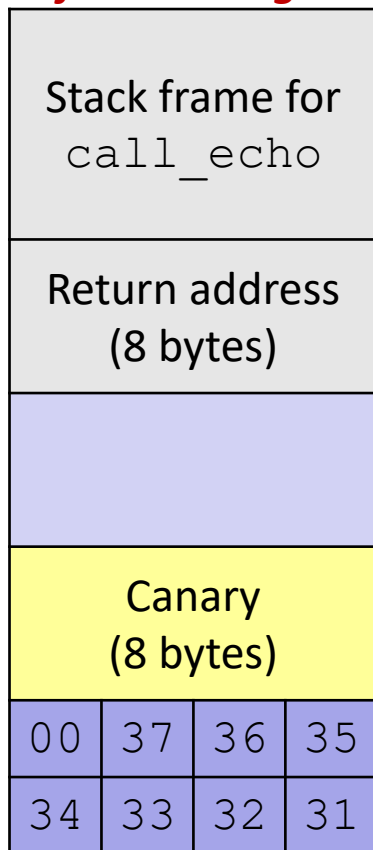 Stack frame for
call_echo
Return address
(8 bytes)
Canary
(8 bytes)
00 37 36 35
34 33 32 31